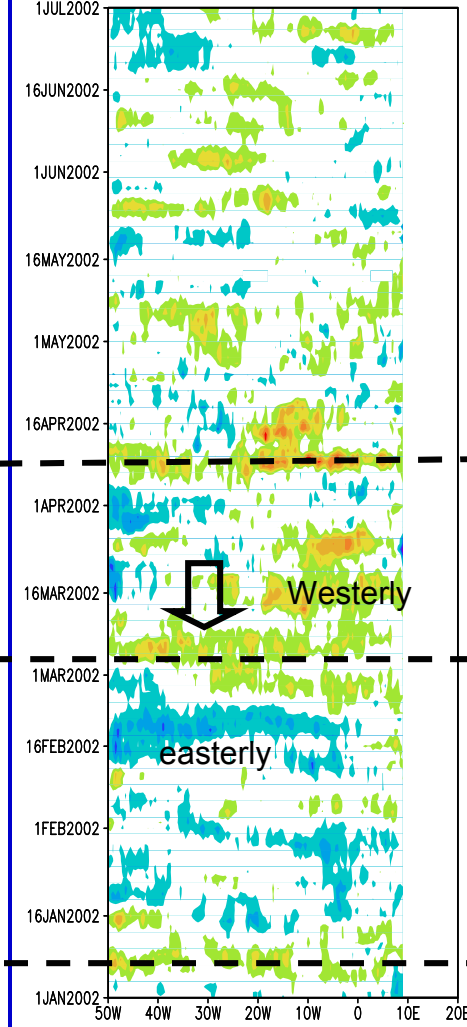 1JUL2002
16JUN2002
1JUN2002
16MAY2002
1MAY2002
16APR2002
1APR2002
16MAR2002
Westerly
1MAR2002
16FEB2002
easterly
1FEB2002
16JAN2002
1JAN2002
50W 40W 30W 20W 10W 0 10E 20E